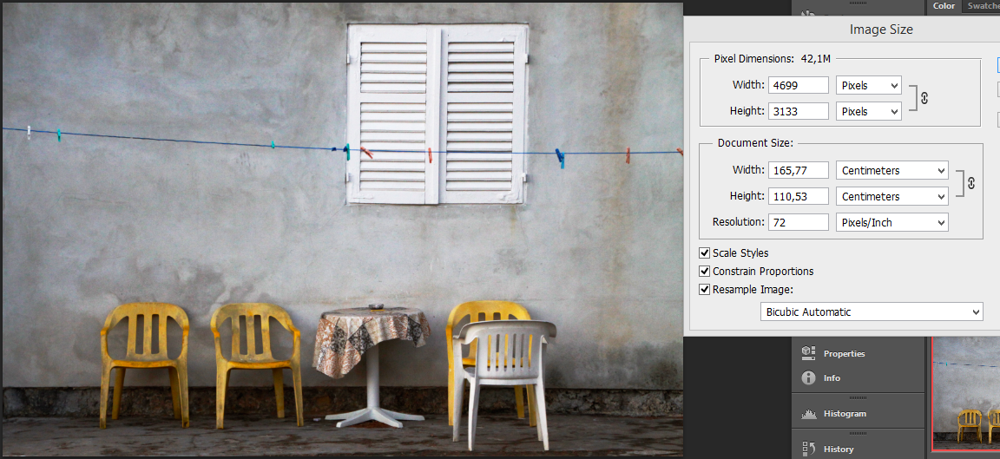 Color
Swatche
Image Size
Pixel Dimensions: 42,1M
Width: 4699 Pixels
Height: 3133 Pixels
Document Size:
Width: 165,77 Centimeters
Height: 110,53 Centimeters
Resolution: 72 Pixels/Inch
Scale Styles
Constrain Proportions
Resample Image:
Bicubic Automatic
Properties
Info
Histogram
History